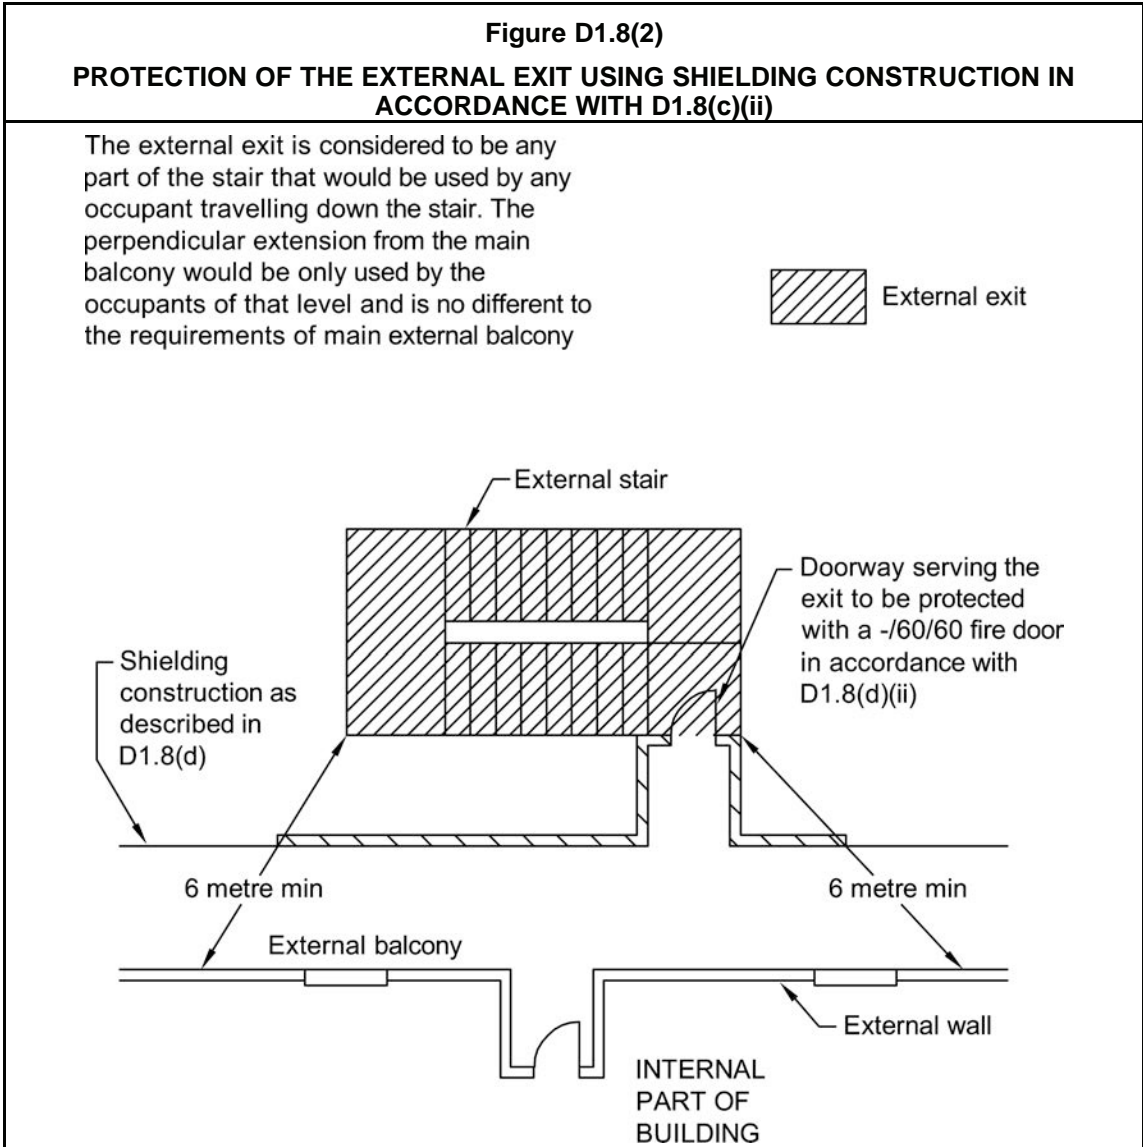 Figure D1.8(2)
PROTECTION OF THE EXTERNAL EXIT USING SHIELDING CONSTRUCTION IN
ACCORDANCE WITH D1.8(c)(ii)
The external exit is considered to be any
part of the stair that would be used by any
occupant travelling down the stair. The
perpendicular extension from the main
balcony would be only used by the
occupants of that level and is no different to
the requirements of main external balcony
External exit
External stair
Doorway serving the
exit to be protected
with a -/60/60 fire door
in accordance with
D1.8(d)(ii)
Shielding
construction as
described in
D1.8(d)
6 metre min
6 metre min
External balcony
External wall
INTERNAL
PART OF
BUILDING